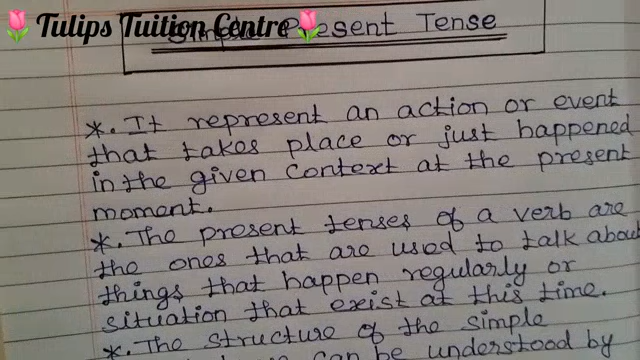 🌷Tulips Tuition Centre🌷
Simple Present Tense
*. It represent an action or event
that takes place or just happened
in the given context at the present
moment.
*. The present tenses of a verb are
the ones that are used to talk about
things that happen regularly or
situation that exist at this time.
*. The structure of the simple
can be understood by